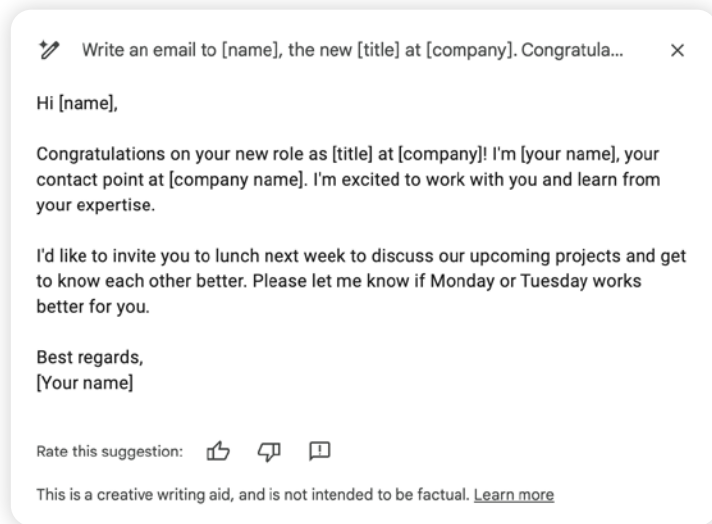 Write an email to [name], the new [title] at [company]. Congratula...
Hi [name],
Congratulations on your new role as [title] at [company]! I'm [your name], your
contact point at [company name]. I'm excited to work with you and learn from
your expertise.
I'd like to invite you to lunch next week to discuss our upcoming projects and get
to know each other better. Please let me know if Monday or Tuesday works
better for you.
Best regards,
[Your name]
Rate this suggestion:
This is a creative writing aid, and is not intended to be factual. Learn more